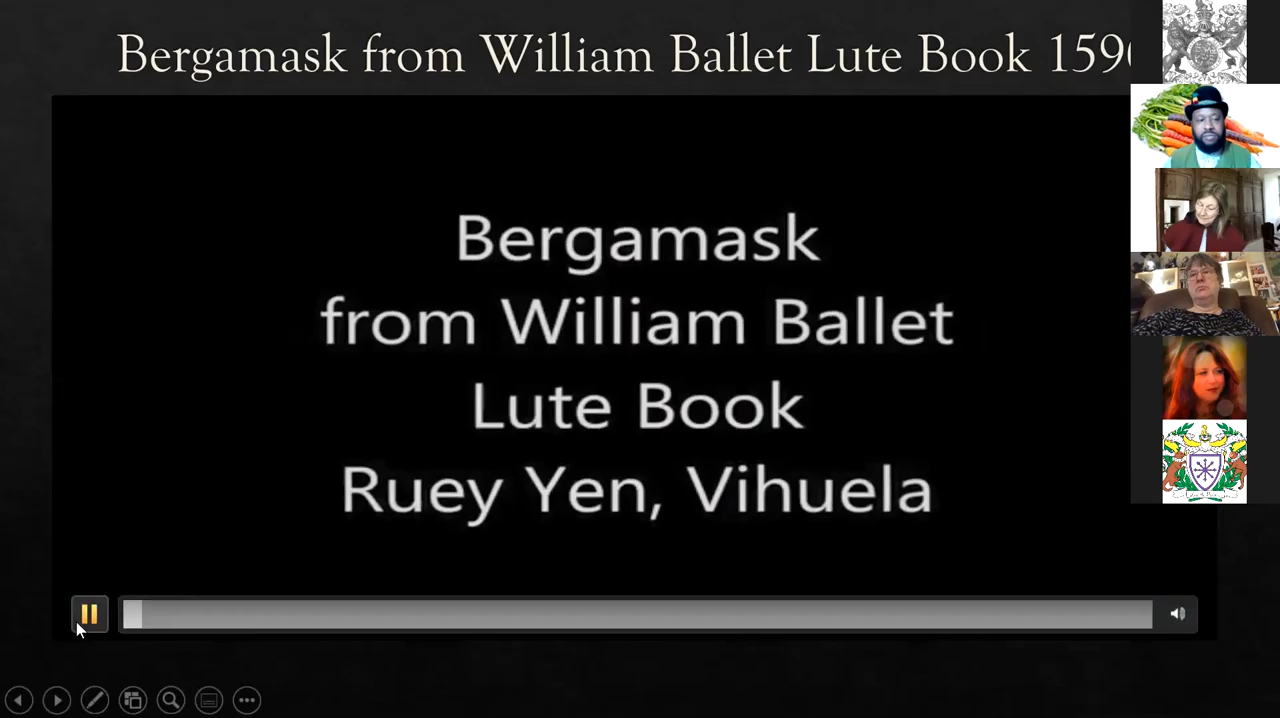 Bergamask from William Ballet Lute Book 159
Bergamask
from William Ballet
Lute Book
Ruey Yen, Vihuela